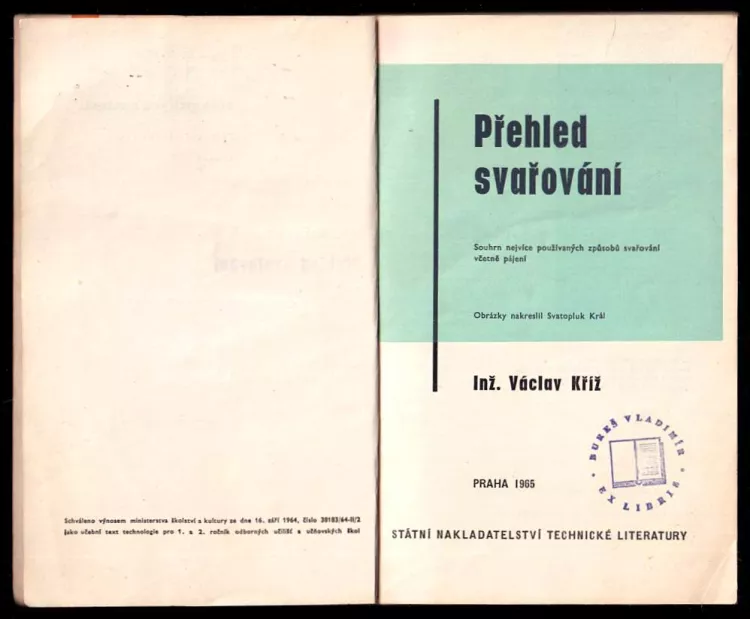 Schváleno výnosem ministerstva školství a kultury ze dne 16. září 1964, číslo 30183/64-II/2
jako učební text technologie pro 1. a 2. ročník odborných učilišť a učňovských škol
Přehled
svařování
Souhrn nejvíce používaných způsobů svařování
včetně pájení
Obrázky nakreslil Svatopluk Král
Inž. Václav Kříž
BUREŠ VLADIMÍR
EX LIBRIS
PRAHA 1965
STÁTNÍ NAKLADATELSTVÍ TECHNICKÉ LITERATURY